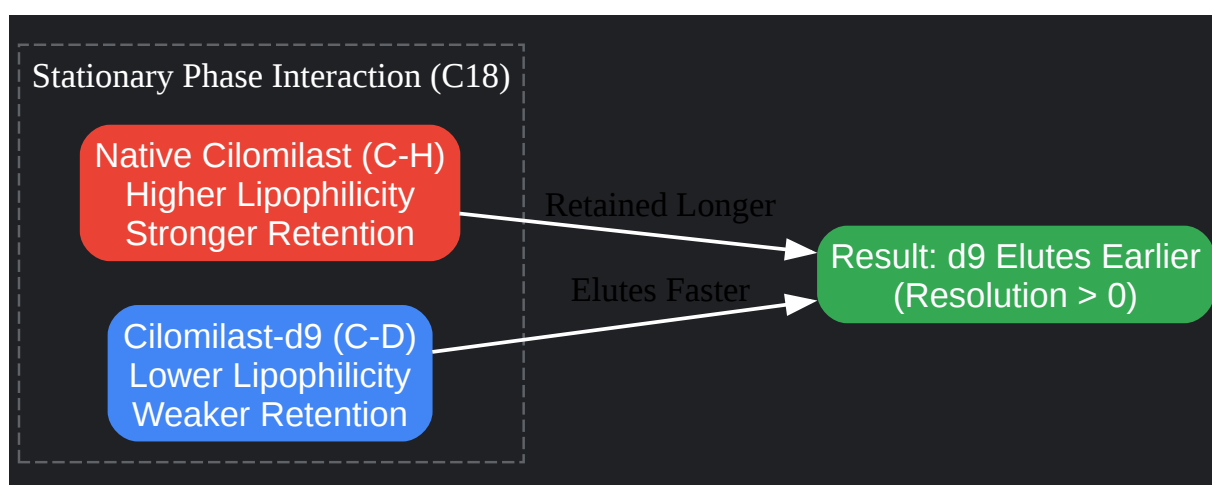 Stationary Phase Interaction (C18)
Native Cilomilast (C-H)
Higher Lipophilicity
Stronger Retention
Retained Longer
Cilomilast-d9 (C-D)
Lower Lipophilicity
Weaker Retention
Elutes Faster
Result: d9 Elutes Earlier
(Resolution > 0)